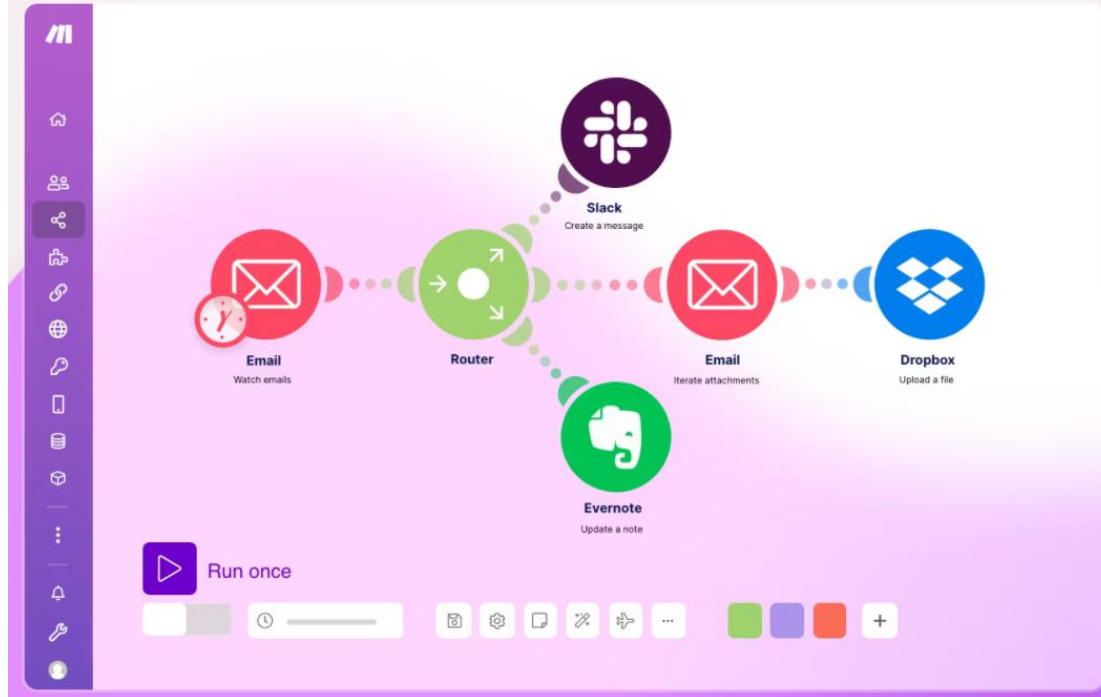 Slack
Create a message
Email
Watch emails
Router
Email
Iterate attachments
Dropbox
Upload a file
Evernote
Update a note
Run once